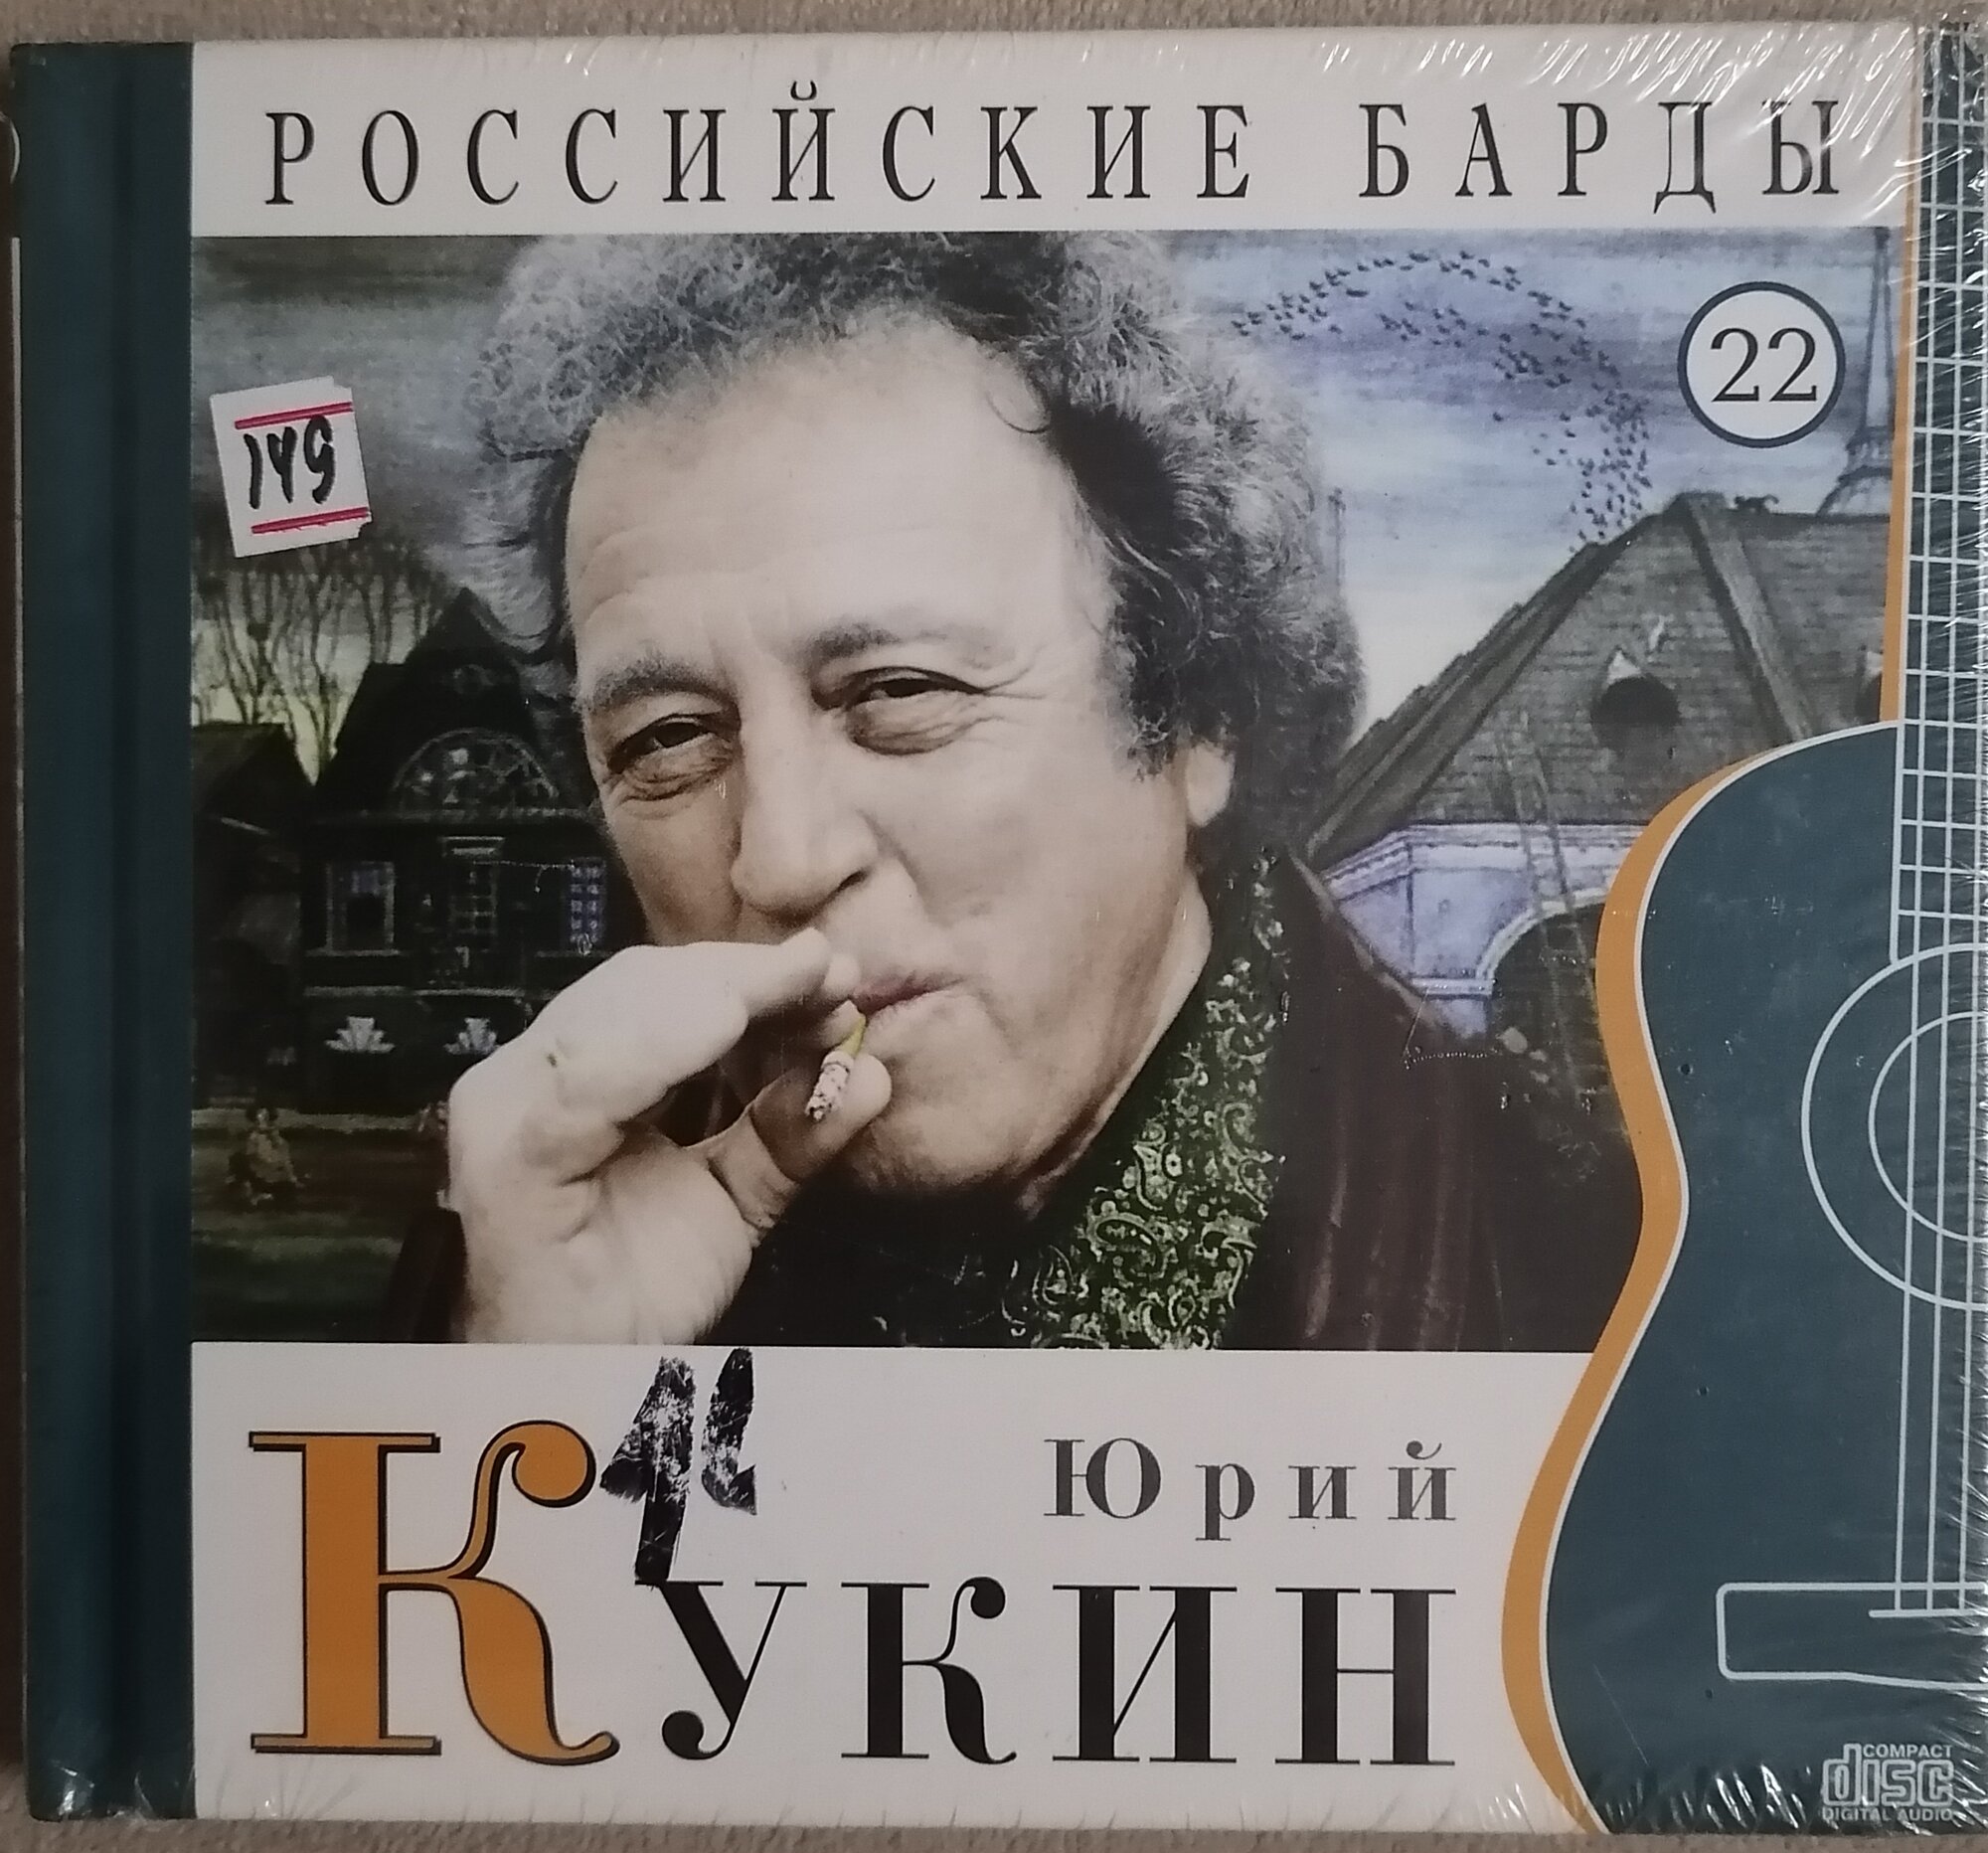 РОССИЙСКИЕ БАРДЫ
22
149
Юрий
Кукин
COMPACT
disc
DIGITAL AUDIO